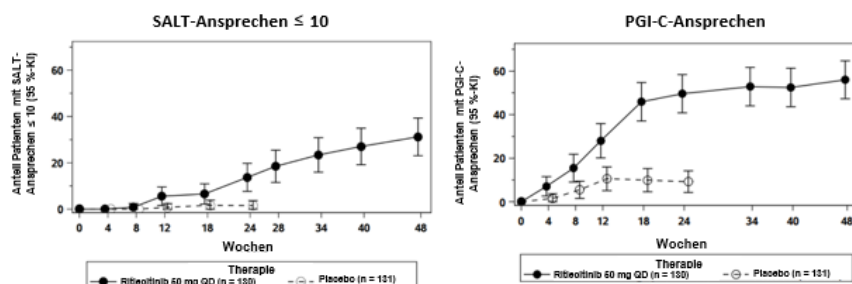 SALT-Ansprechen ≤ 10
Anteil Patienten mit SALT-
Ansprechen ≤ 10 (95 %-KI)
60
40
20
0
0 4 8 12 18 24 28 34 40 48
Wochen
Therapie
Ritlecitinib 50 mg QD (n = 130) Placebo (n = 131)
PGI-C-Ansprechen
Anteil Patienten mit PGI-C-
Ansprechen (95 %-KI)
60
40
20
0
0 4 8 12 18 24 28 34 40 48
Wochen
Therapie
Ritlecitinib 50 mg QD (n = 130) Placebo (n = 131)